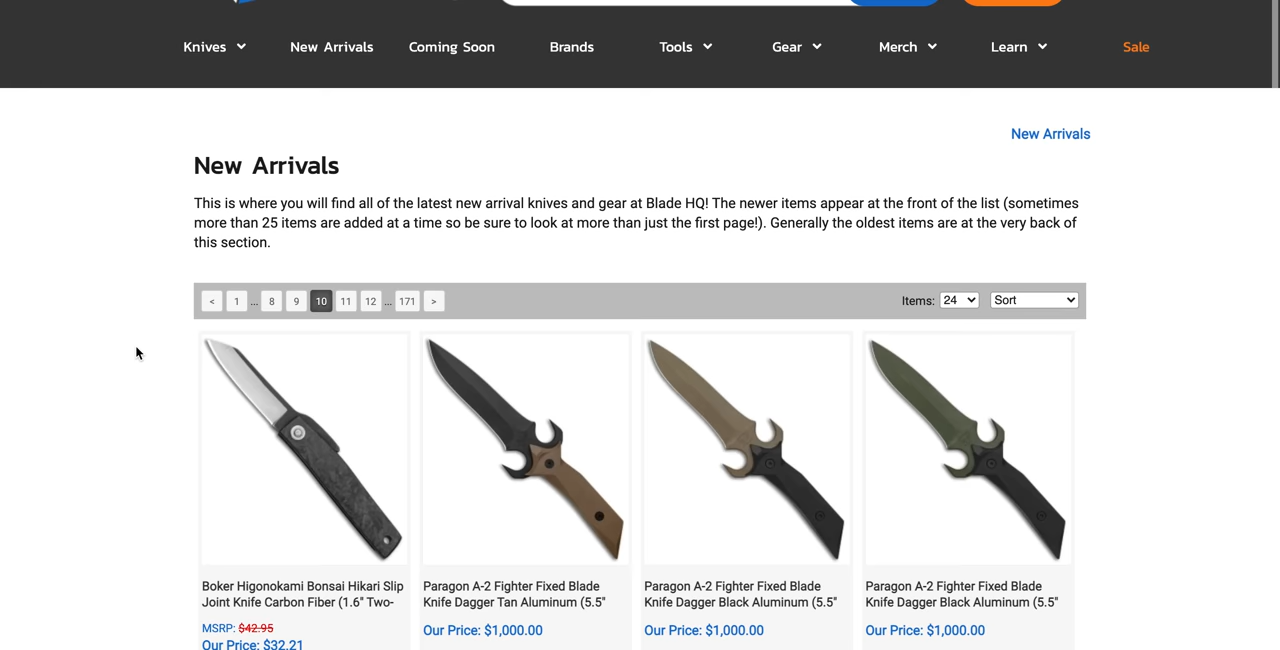 Knives New Arrivals Coming Soon Brands Tools Gear Merch Learn Sale
New Arrivals
New Arrivals
This is where you will find all of the latest new arrival knives and gear at Blade HQ! The newer items appear at the front of the list (sometimes
more than 25 items are added at a time so be sure to look at more than just the first page!). Generally the oldest items are at the very back of
this section.
< 1 ... 8 9 10 11 12 ... 171 > Items: 24 Sort
Boker Higonokami Bonsai Hikari Slip
Joint Knife Carbon Fiber (1.6" Two-
MSRP: $42.95
Our Price: $32.21
Paragon A-2 Fighter Fixed Blade
Knife Dagger Tan Aluminum (5.5"
Our Price: $1,000.00
Paragon A-2 Fighter Fixed Blade
Knife Dagger Black Aluminum (5.5"
Our Price: $1,000.00
Paragon A-2 Fighter Fixed Blade
Knife Dagger Black Aluminum (5.5"
Our Price: $1,000.00